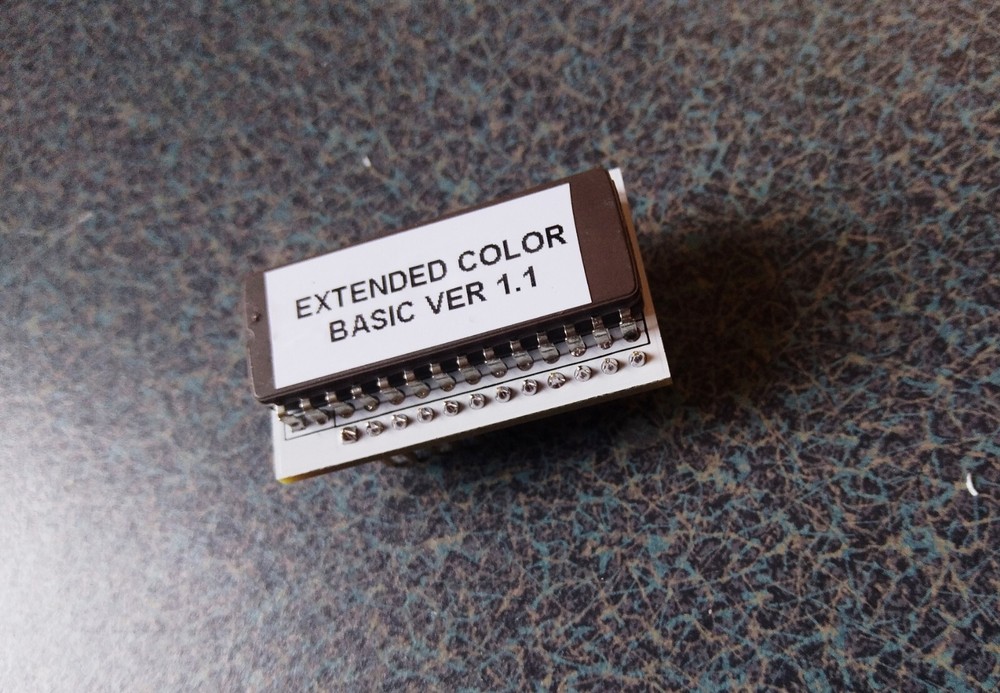 EXTENDED COLOR
BASIC VER 1.1